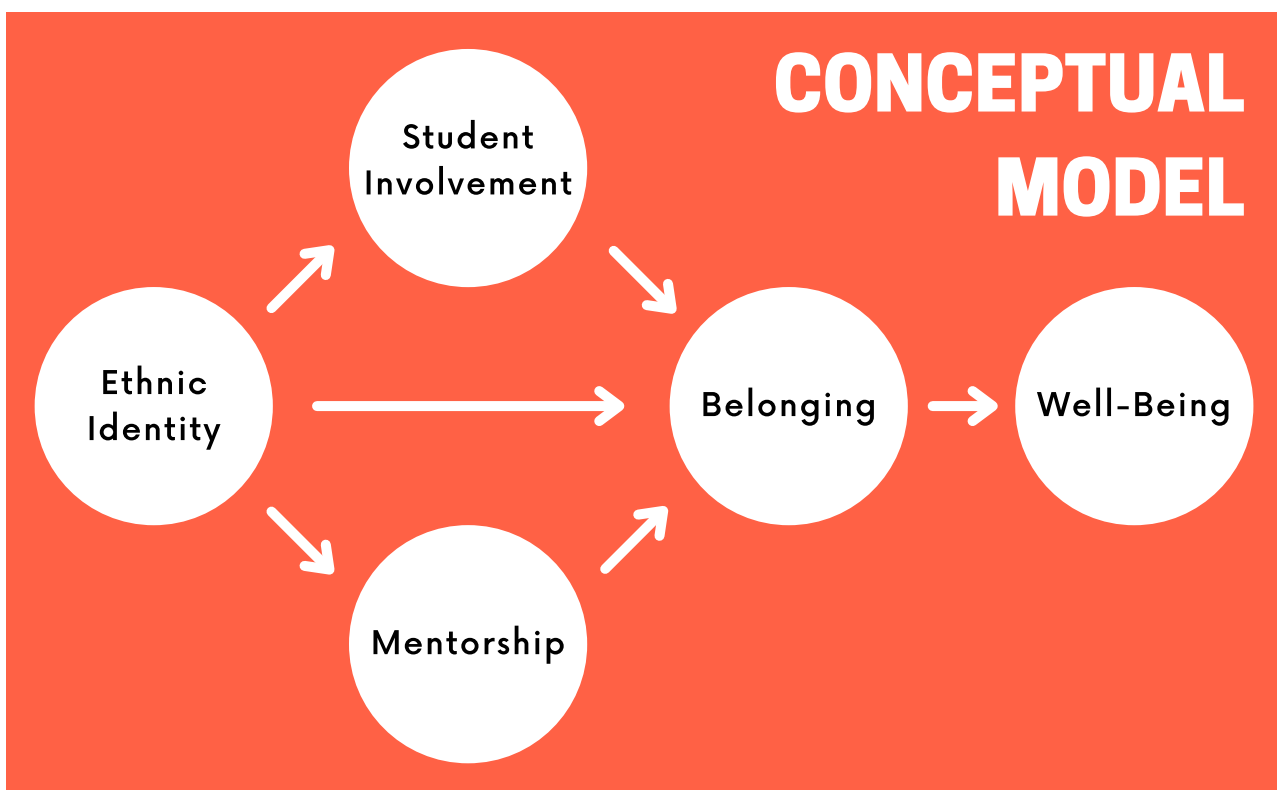 CONCEPTUAL
MODEL
Student
Involvement
Ethnic
Identity
Belonging
Well-Being
Mentorship